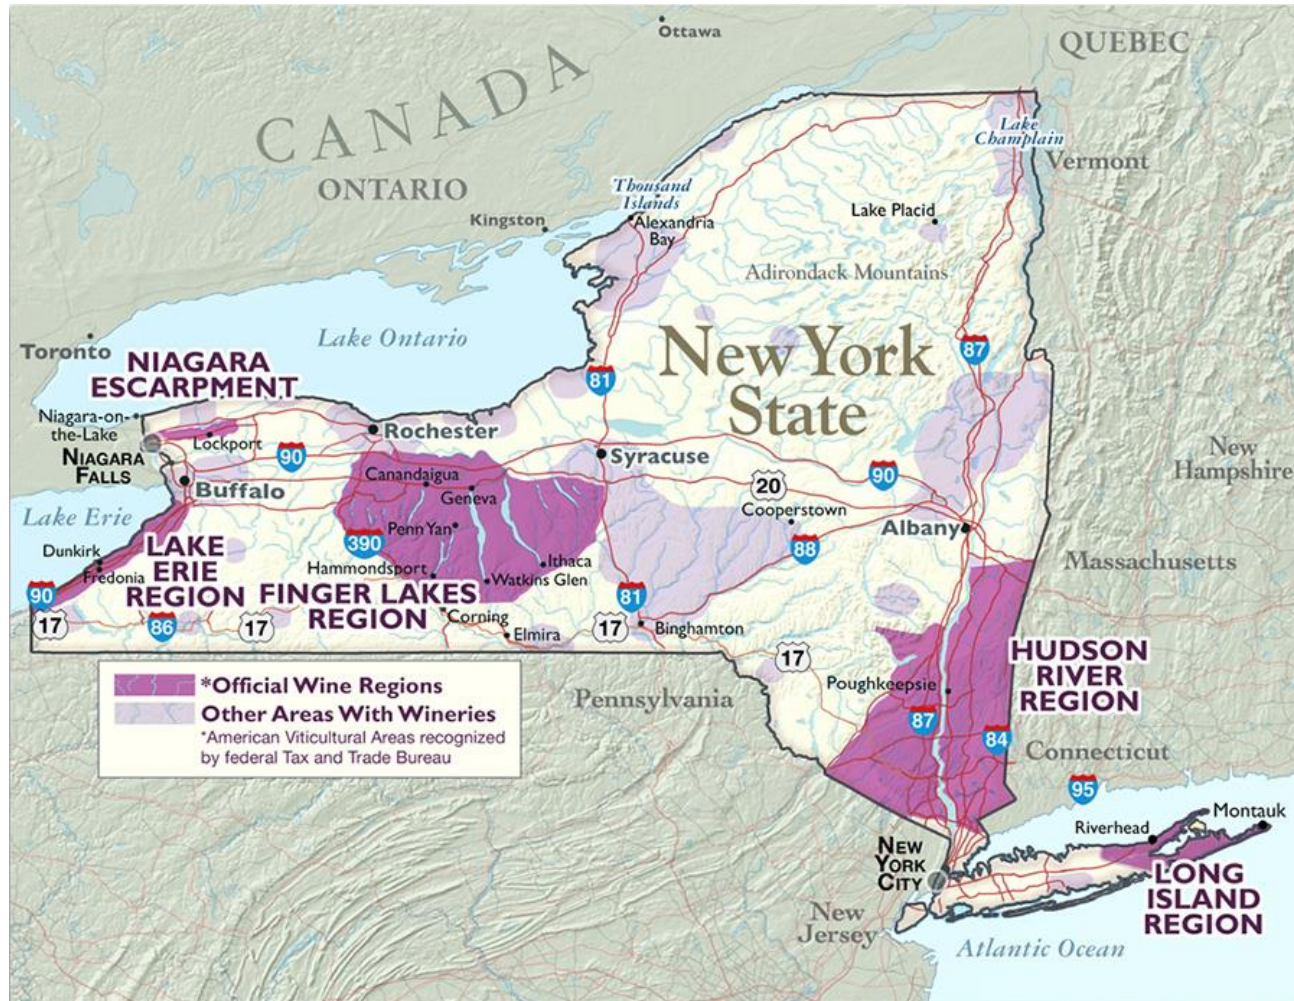 Ottawa
QUEBEC
CANADA
ONTARIO
Lake
Champlain
Vermont
Thousand
Islands
Kingston
Alexandria
Bay
Lake Placid
Adirondack Mountains
Lake Ontario
Toronto
New York
State
87
81
NIAGARA
ESCARPMENT
Niagara-on-
the-Lake
Lockport
NIAGARA
FALLS
90
Rochester
Syracuse
90
20
New
Hampshire
Buffalo
Canandaigua
Geneva
Cooperstown
Albany
Lake Erie
Penn Yan
390
88
Dunkirk
Fredonia
LAKE
ERIE
REGION
Hammondsport
Ithaca
Watkins Glen
Massachusetts
90
17
86
17
FINGER LAKES
REGION
Corning
Elmira
17
81
Binghamton
17
HUDSON
RIVER
REGION
Poughkeepsie
87
84
Pennsylvania
Connecticut
*Official Wine Regions
Other Areas With Wineries
*American Viticultural Areas recognized
by federal Tax and Trade Bureau
95
Riverhead
Montauk
NEW
YORK
CITY
LONG
ISLAND
REGION
New
Jersey
Atlantic Ocean